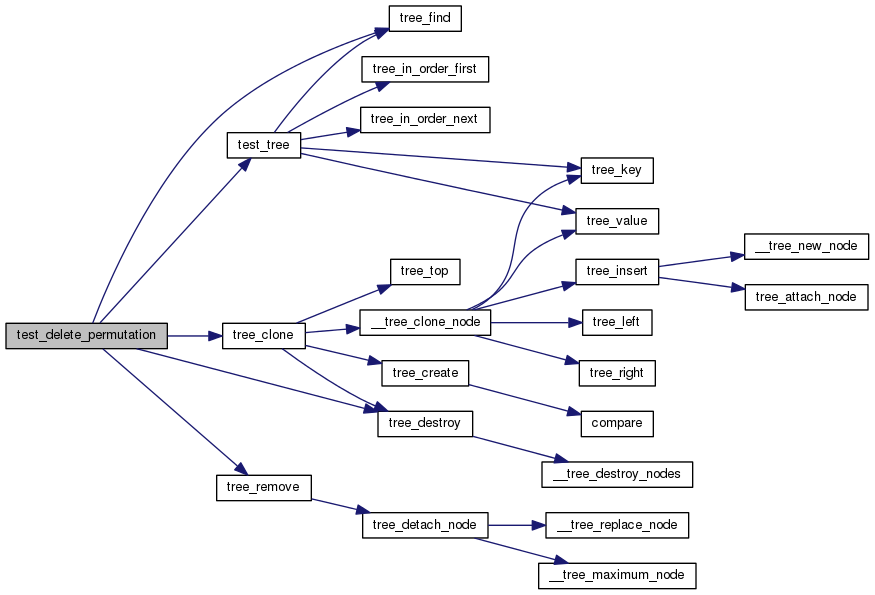 tree_find
tree_in_order_first
tree_in_order_next
test_tree
tree_key
tree_value
__tree_new_node
tree_top
tree_insert
tree_attach_node
test_delete_permutation
tree_clone
__tree_clone_node
tree_left
tree_create
tree_right
tree_destroy
compare
__tree_destroy_nodes
tree_remove
tree_detach_node
__tree_replace_node
__tree_maximum_node